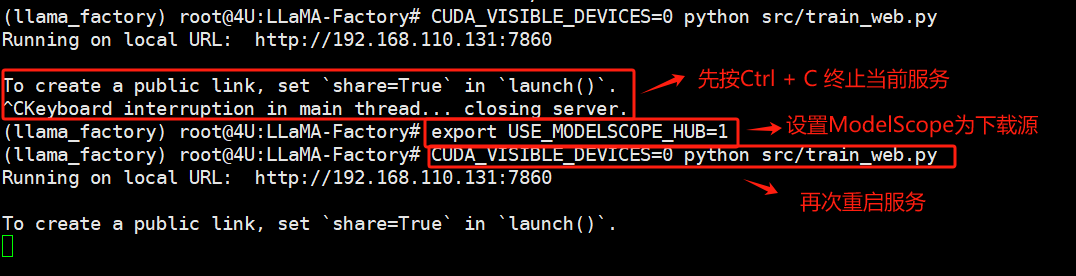 (llama_factory) root@4U:LLaMA-Factory# CUDA_VISIBLE_DEVICES=0 python src/train_web.py
Running on local URL:  http://192.168.110.131:7860
To create a public link, set `share=True` in `launch()`.
先按Ctrl + C 终止当前服务
^CKeyboard interruption in main thread... closing server.
(llama_factory) root@4U:LLaMA-Factory# export USE_MODELSCOPE_HUB=1
设置ModelScope为下载源
(llama_factory) root@4U:LLaMA-Factory# CUDA_VISIBLE_DEVICES=0 python src/train_web.py
Running on local URL:  http://192.168.110.131:7860
再次重启服务
To create a public link, set `share=True` in `launch()`.